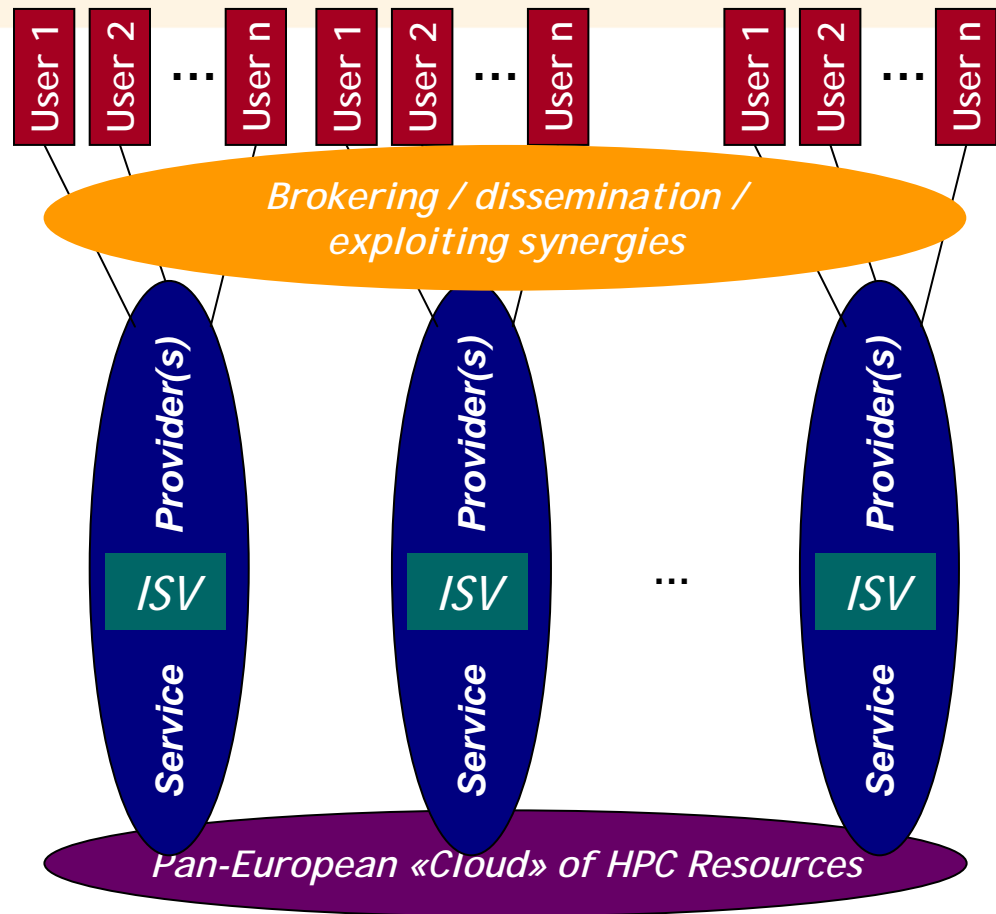 User 1
User 2
...
User n
User 1
User 2
...
User n
User 1
User 2
...
User n
Brokering / dissemination /
exploiting synergies
Service Provider(s)
ISV
Service Provider(s)
ISV
...
Service Provider(s)
ISV
Pan-European «Cloud» of HPC Resources